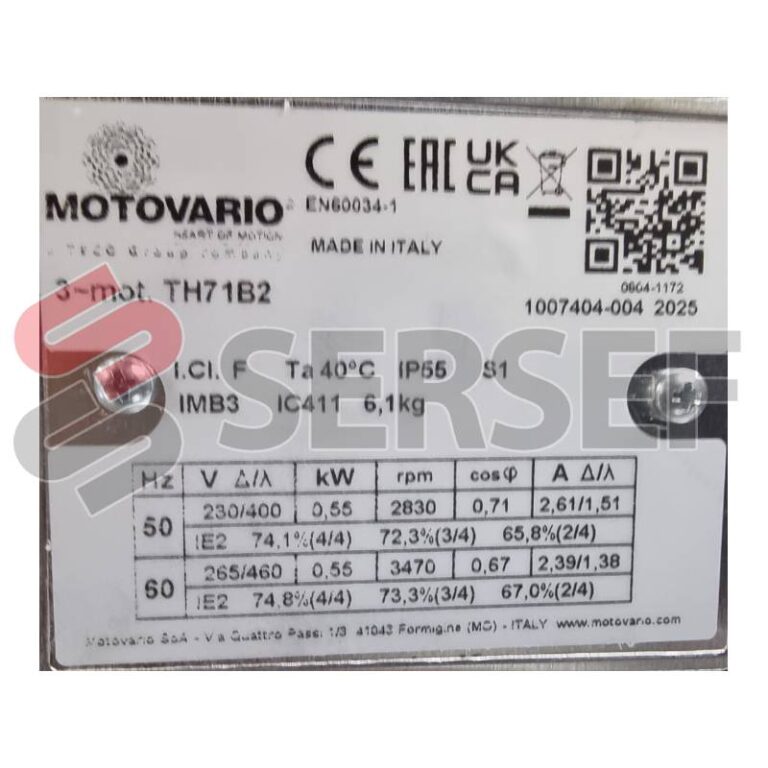 CE EAC UK CA
MOTOVARIO®
HEART OF MOTION
a TECO Group company
EN60034-1
MADE IN ITALY
0604-1172
1007404-004 2025
3~mot. TH71B2
I.Cl. F Ta 40°C IP55 S1
IMB3 IC411 6,1kg
SERSEF
Hz V Δ/⅄ kW rpm cosφ A Δ/⅄
50 230/400 0,55 2830 0,71 2,61/1,51
IE2 74,1%(4/4) 72,3%(3/4) 65,8%(2/4)
60 265/460 0,55 3470 0,67 2,39/1,38
IE2 74,8%(4/4) 73,3%(3/4) 67,0%(2/4)
Motovario SpA - Via Quattro Passi 1/3 41043 Formigine (MO) - ITALY www.motovario.com